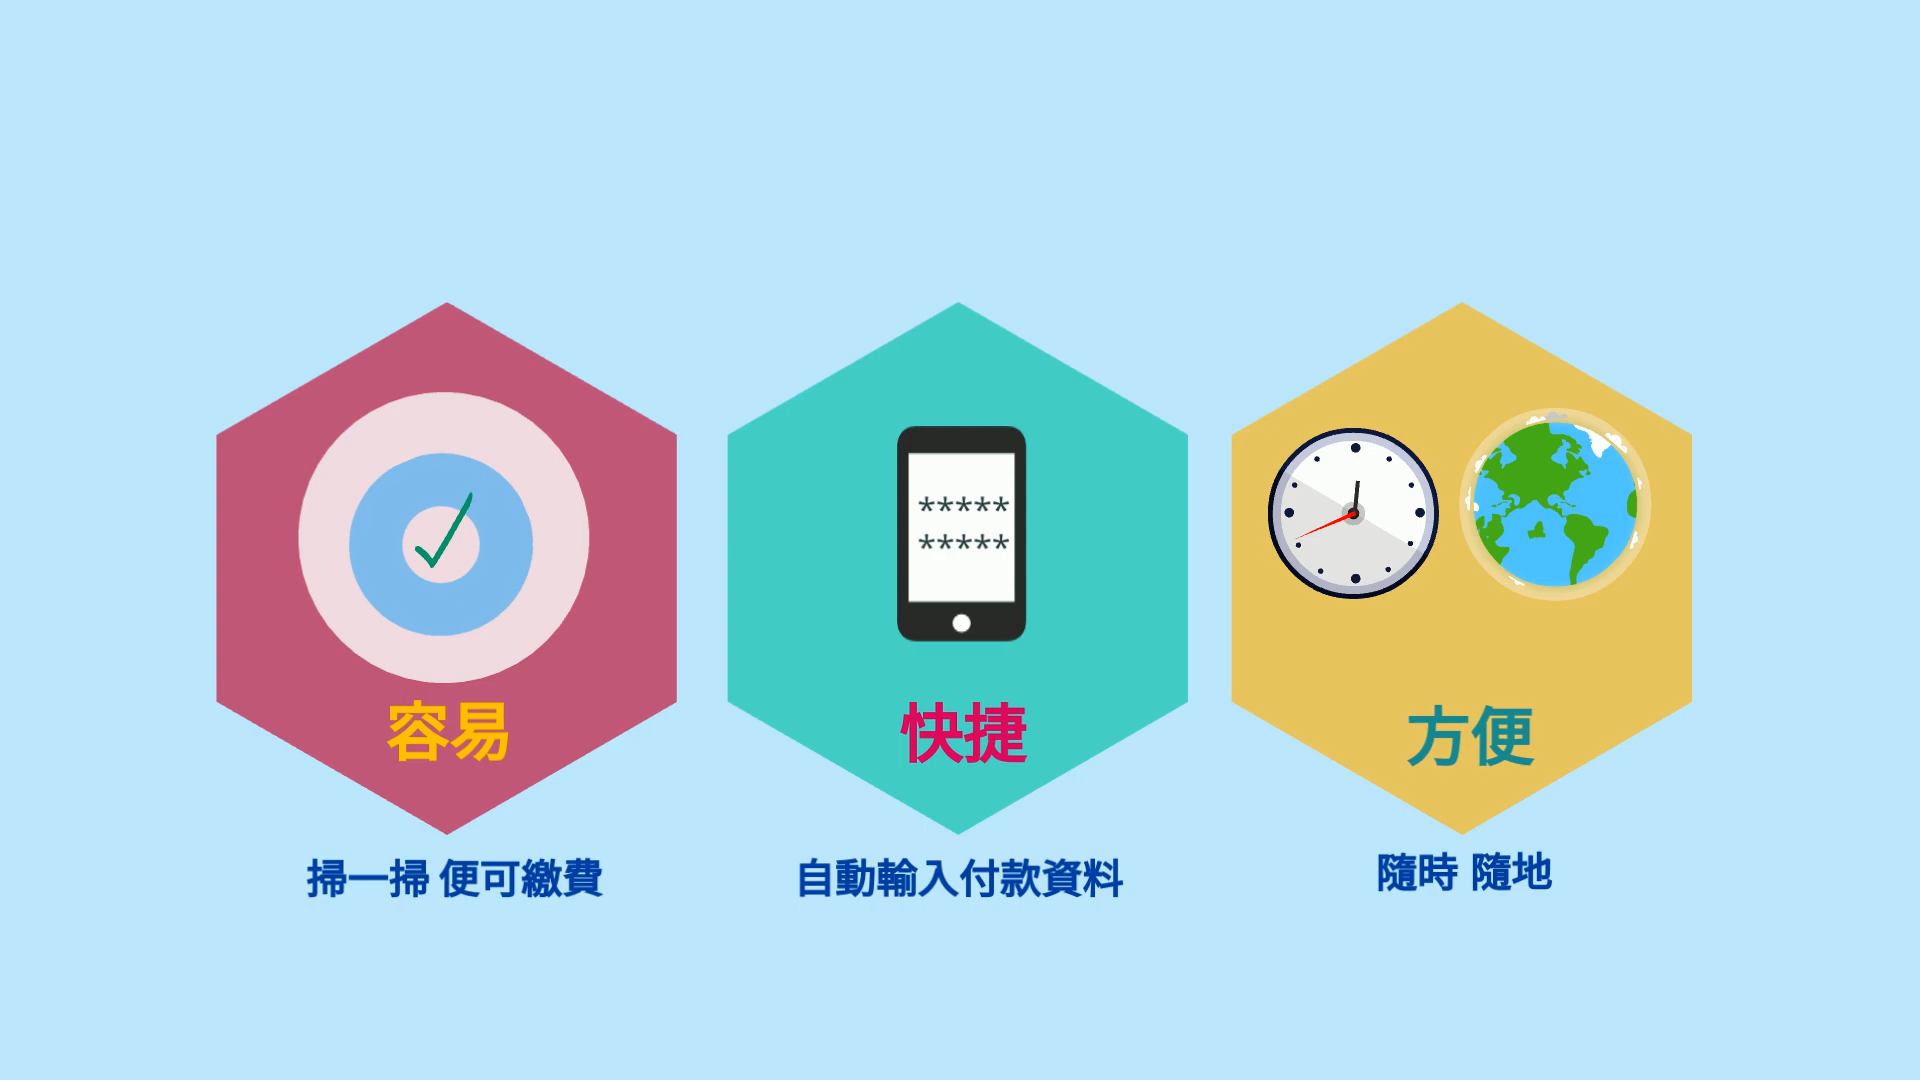 *****
*****
容易
快捷
方便
掃一掃 便可繳費
自動輸入付款資料
隨時 隨地